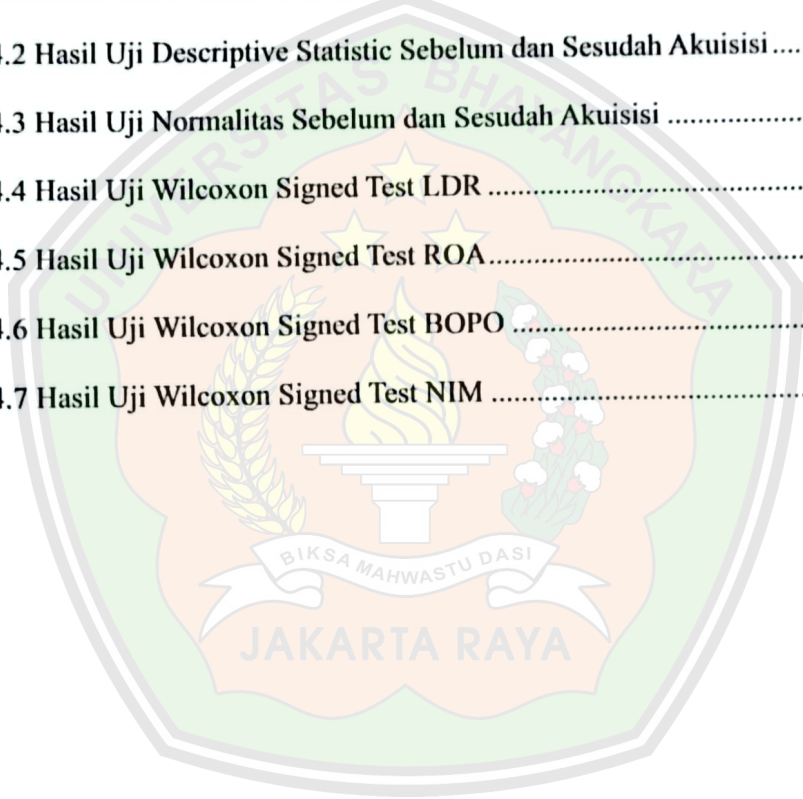 .2 Hasil Uji Descriptive Statistic Sebelum dan Sesudah Akuisisi....
.3 Hasil Uji Normalitas Sebelum dan Sesudah Akuisisi ..................
.4 Hasil Uji Wilcoxon Signed Test LDR ..........................................
.5 Hasil Uji Wilcoxon Signed Test ROA..........................................
.6 Hasil Uji Wilcoxon Signed Test BOPO .......................................
.7 Hasil Uji Wilcoxon Signed Test NIM ..........................................
UNIVERSITAS BHAYANGKARA
BIKSA MAHWASTU DASI
JAKARTA RAYA